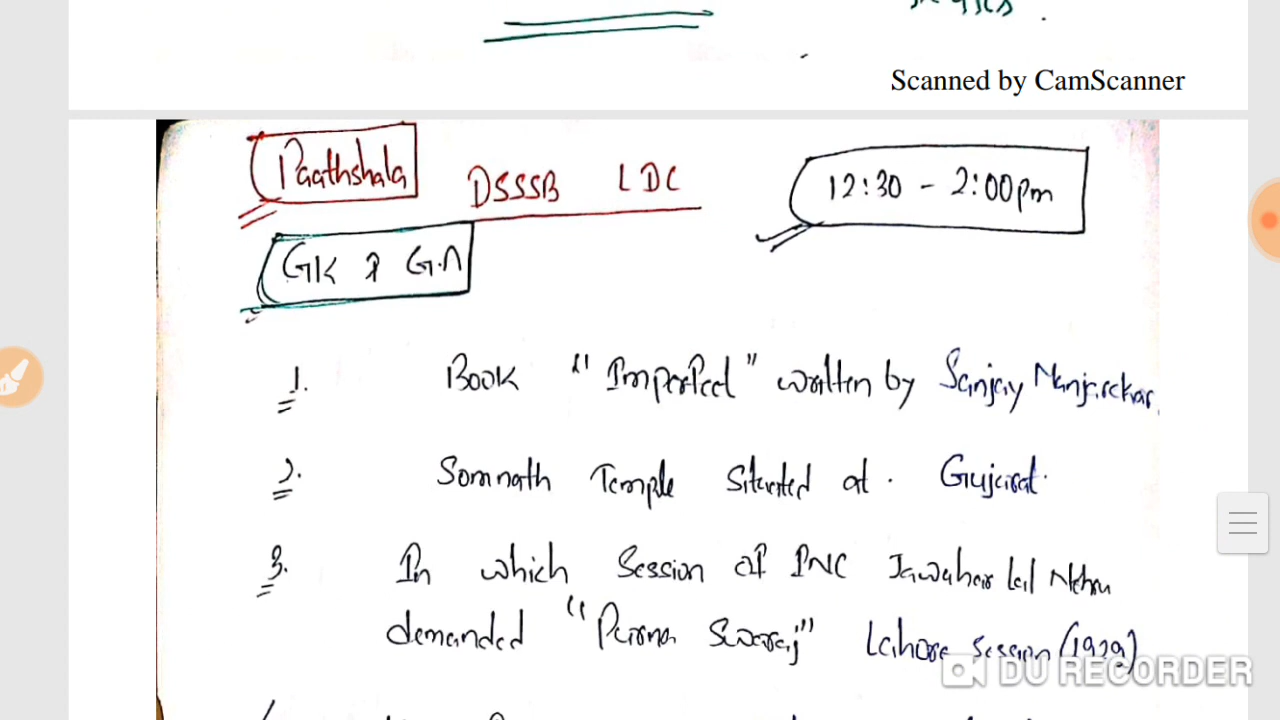 Scanned by CamScanner
Paathshala DSSSB LDC 12:30 - 2:00pm
GK & G.A
1. Book "Imperfect" written by Sanjay Manjrekar.
2. Somnath Temple Situted at . Gujarat.
3. In which Session of INC Jawahar lal Nehru
demanded "Purna Swaraj" Lahore session (1929)
DU RECORDER